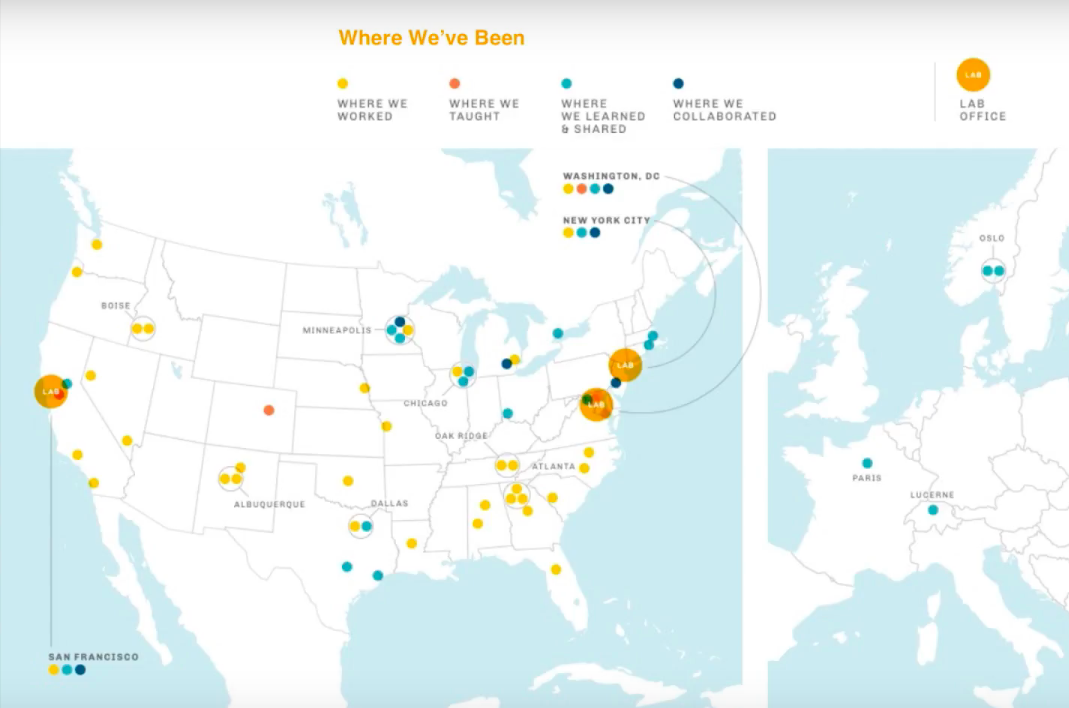 Where We've Been
WHERE WE
WORKED
WHERE WE
TAUGHT
WHERE
WE LEARNED
& SHARED
WHERE WE
COLLABORATED
LAB
LAB
OFFICE
WASHINGTON, DC
NEW YORK CITY
OSLO
BOISE
MINNEAPOLIS
LAB
LAB
CHICAGO
LAB
OAK RIDGE
ATLANTA
PARIS
LUCERNE
ALBUQUERQUE
DALLAS
SAN FRANCISCO